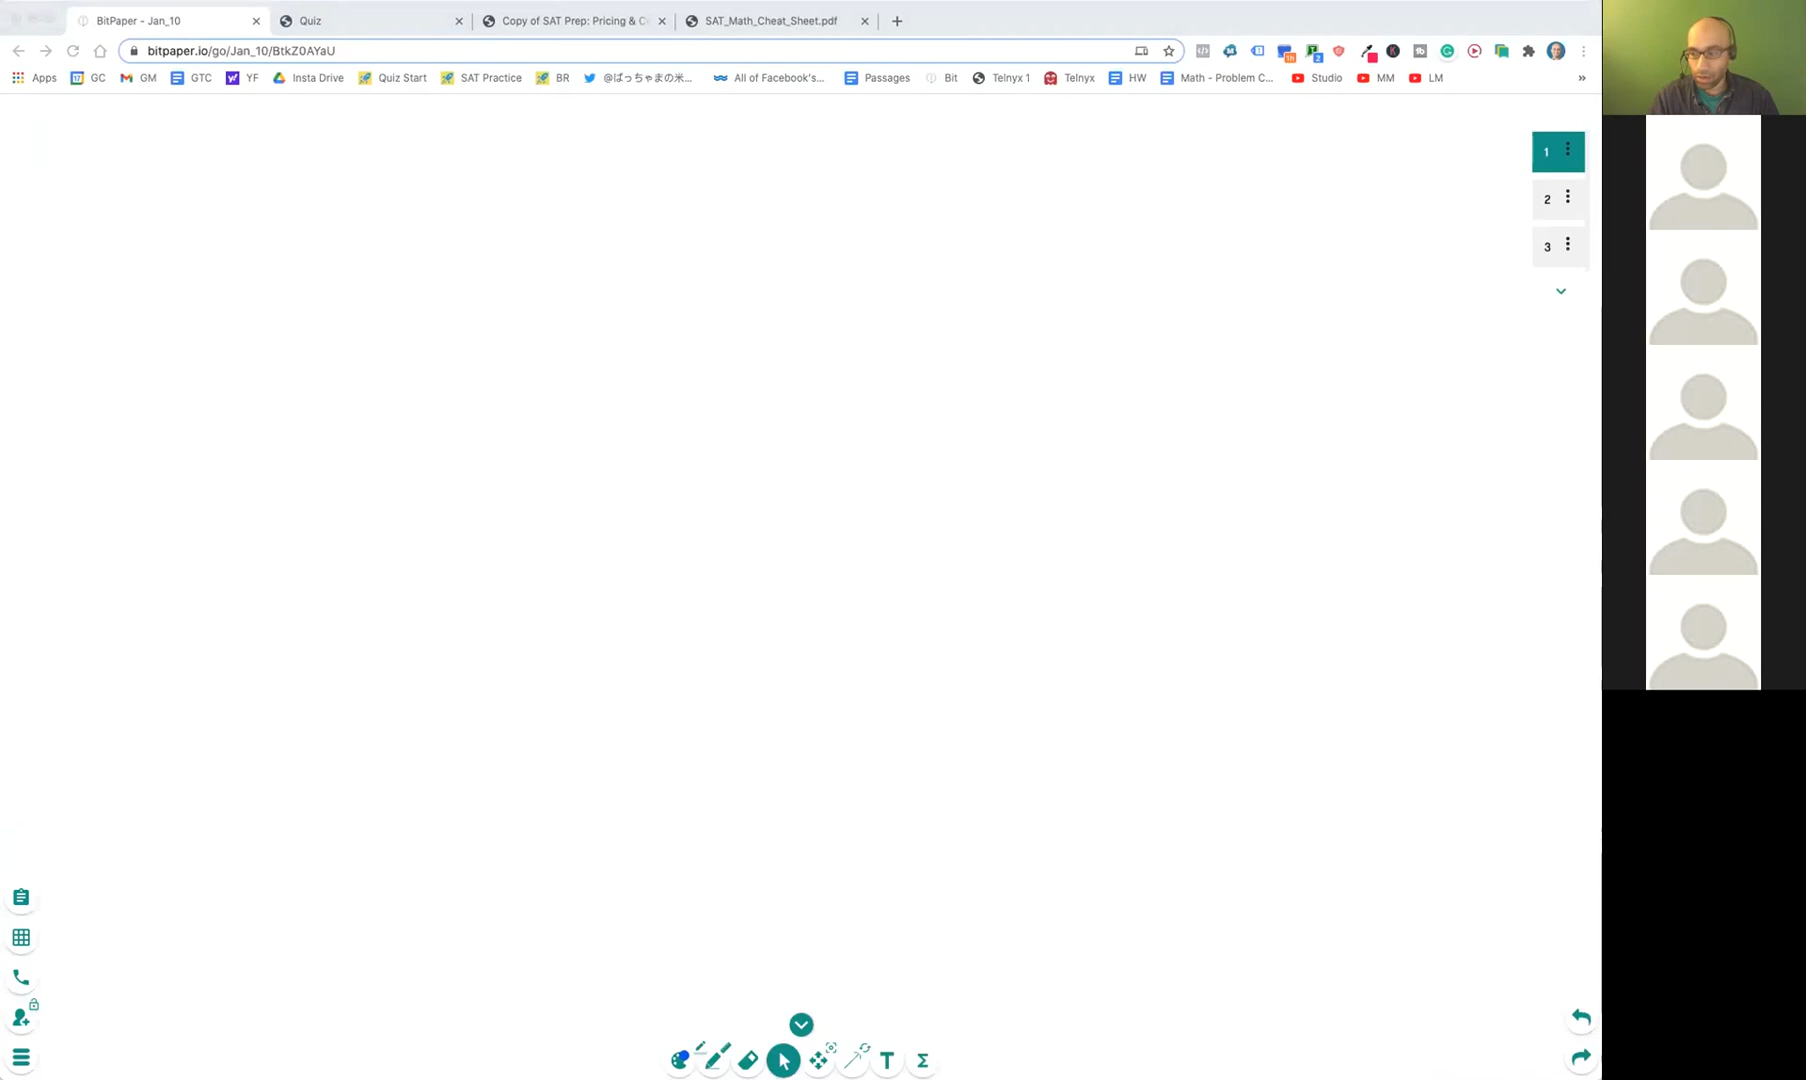 BitPaper - Jan_10
Quiz
Copy of SAT Prep: Pricing & C
SAT_Math_Cheat_Sheet.pdf
bitpaper.io/go/Jan_10/BtkZ0AYaU
Apps
GC
GM
GTC
YF
Insta Drive
Quiz Start
SAT Practice
BR
@ばっちゃまの米...
All of Facebook's...
Passages
Bit
Telnyx 1
Telnyx
HW
Math - Problem C...
Studio
MM
LM
»
1
2
3
T
Σ